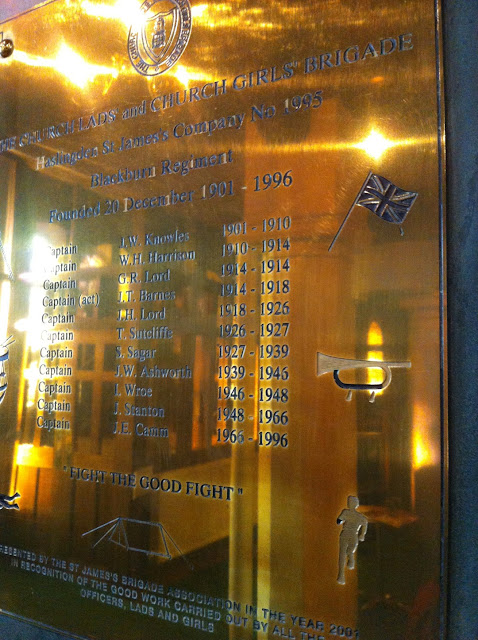 THE CHURCH LADS' and CHURCH GIRLS' BRIGADE
Haslingden St. James's Company No 1995
Blackburn Regiment
Founded 20 December 1901 - 1996
Captain J.W. Knowles 1901 - 1910
Captain W.H. Harrison 1910 - 1914
Captain G.R. Lord 1914 - 1914
Captain (act) J.T. Barnes 1914 - 1918
Captain J.H. Lord 1918 - 1926
Captain T. Sutcliffe 1926 - 1927
Captain S. Sagar 1927 - 1939
Captain J.W. Ashworth 1939 - 1946
Captain I. Wroe 1946 - 1948
Captain J. Stanton 1948 - 1966
Captain J.E. Camm 1966 - 1996
"FIGHT THE GOOD FIGHT"
PRESENTED BY THE ST JAMES'S BRIGADE ASSOCIATION IN THE YEAR 2001
IN RECOGNITION OF THE GOOD WORK CARRIED OUT BY ALL THE
OFFICERS, LADS AND GIRLS